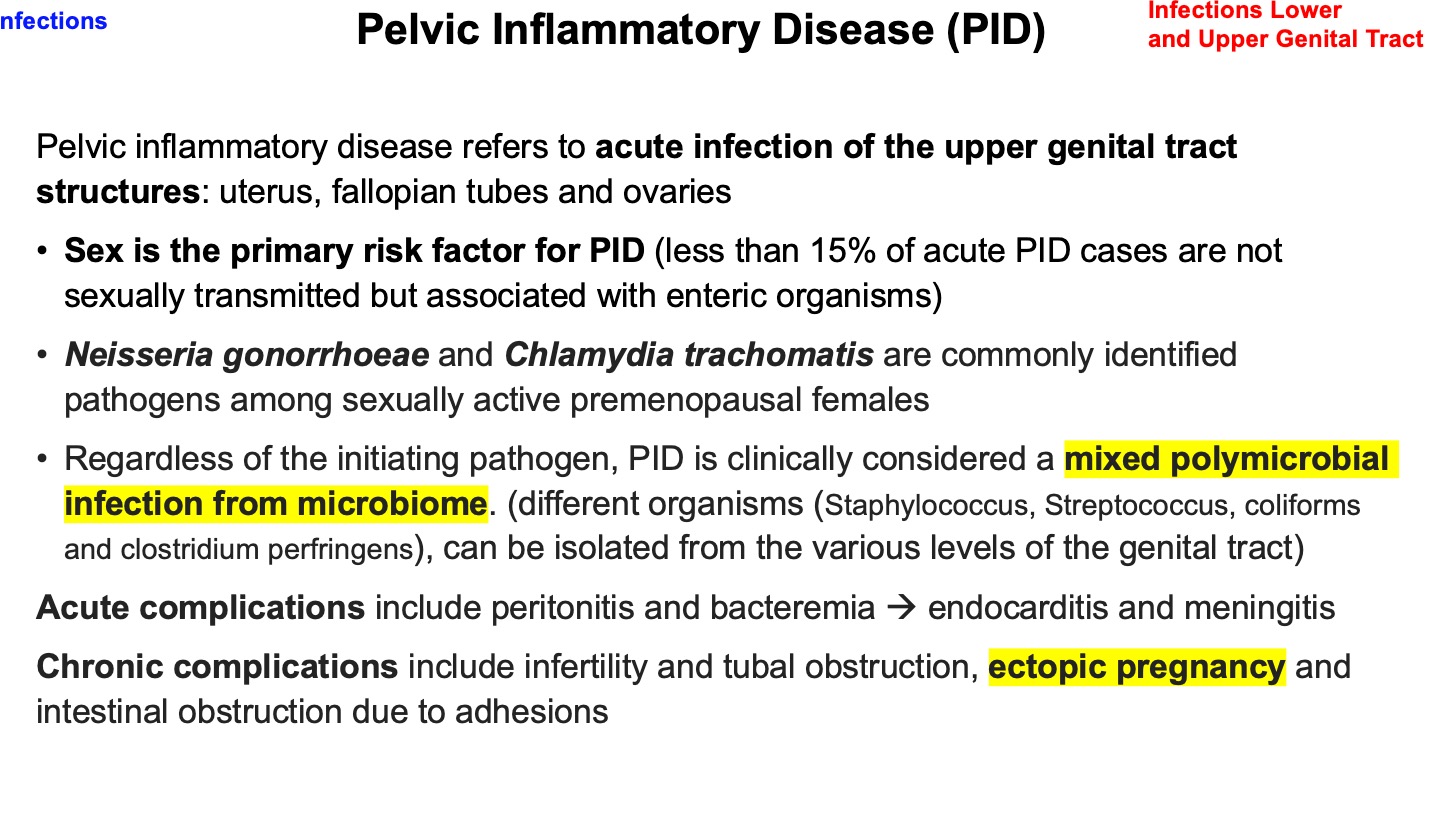 nfections
Pelvic Inflammatory Disease (PID)
Infections Lower
and Upper Genital Tract
Pelvic inflammatory disease refers to acute infection of the upper genital tract
structures: uterus, fallopian tubes and ovaries
• Sex is the primary risk factor for PID (less than 15% of acute PID cases are not
sexually transmitted but associated with enteric organisms)
• Neisseria gonorrhoeae and Chlamydia trachomatis are commonly identified
pathogens among sexually active premenopausal females
• Regardless of the initiating pathogen, PID is clinically considered a mixed polymicrobial
infection from microbiome. (different organisms (Staphylococcus, Streptococcus, coliforms
and clostridium perfringens), can be isolated from the various levels of the genital tract)
Acute complications include peritonitis and bacteremia → endocarditis and meningitis
Chronic complications include infertility and tubal obstruction, ectopic pregnancy and
intestinal obstruction due to adhesions